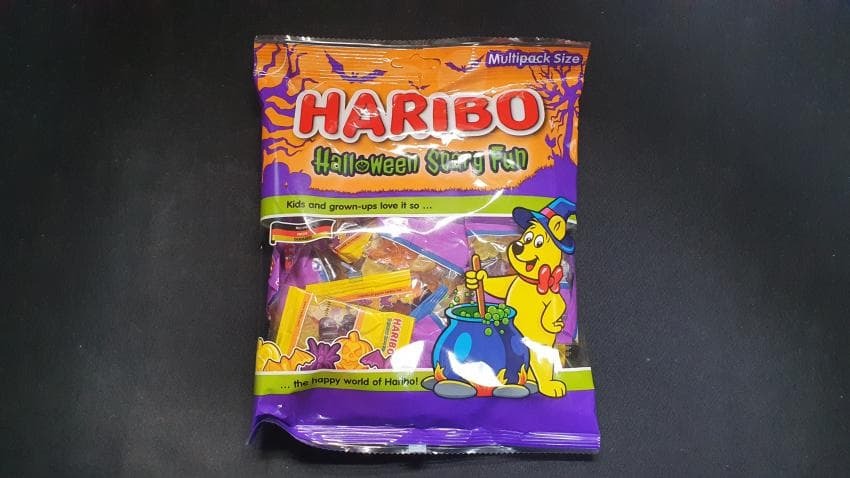 Multipack Size
HARIBO
Halloween Scary Fun
Kids and grown-ups love it so ...
HARIBO
... the happy world of Haribo!